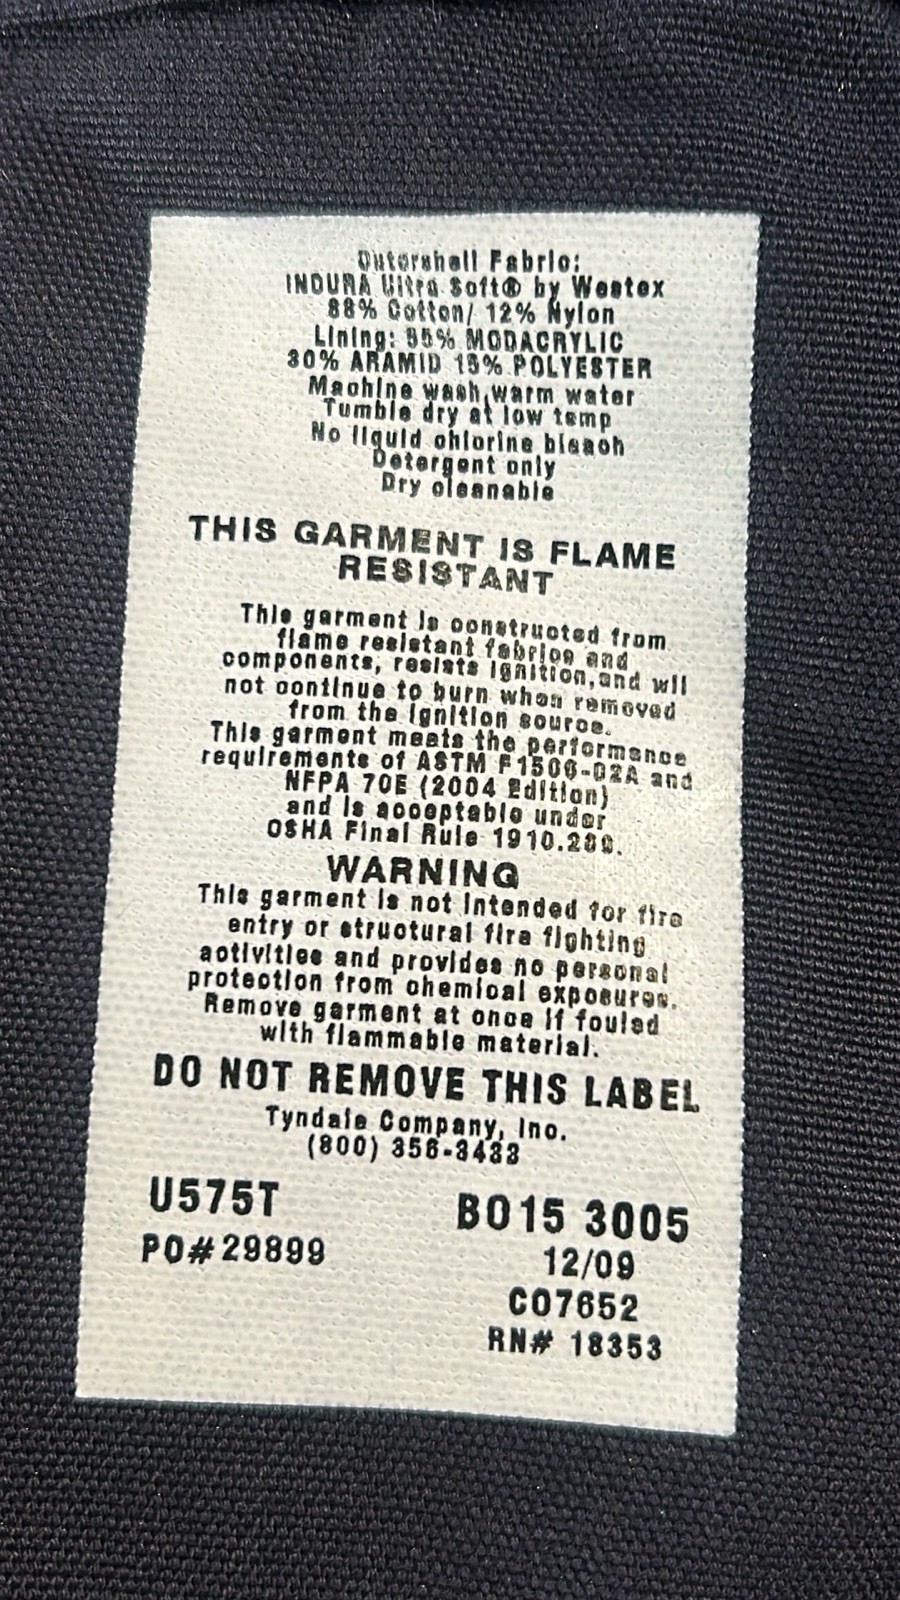 Outershell Fabric:
INDURA Ultra Soft® by Westex
88% Cotton/ 12% Nylon
Lining: 55% MODACRYLIC
30% ARAMID 15% POLYESTER
Machine wash warm water
Tumble dry at low temp
No liquid chlorine bleach
Detergent only
Dry cleanable
THIS GARMENT IS FLAME
RESISTANT
This garment is constructed from
flame resistant fabrics and
components, resists ignition,and will
not continue to burn when removed
from the ignition source.
This garment meets the performance
requirements of ASTM F1506-02A and
NFPA 70E (2004 Edition)
and is acceptable under
OSHA Final Rule
WARNING
This garment is not intended for fire
entry or structural fire fighting
activities and provides no personal
protection from chemical exposures.
Remove garment at once if fouled
with flammable material.
DO NOT REMOVE THIS LABEL
Tyndale Company, Inc.
(800) 356-3433
U575T
BO15 3005
PO# 29899
12/09
CO7652
RN# 18353